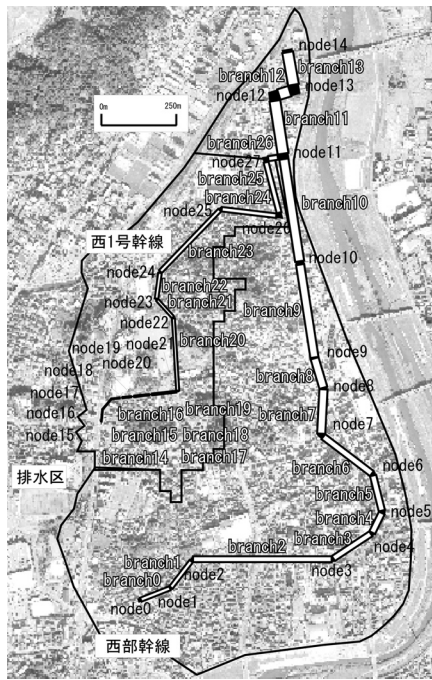 node14
branch12
branch13
node12
node13
0m
250m
branch11
branch26
node11
node27
branch25
branch24
branch10
node25
node26
西1号幹線
branch23
node10
node24
branch22
node23
branch21
node22
branch9
branch20
node21
node19
node20
node18
node9
branch8
node17
node8
branch19
node16
branch16
branch7
node15
branch15
branch18
node7
branch14
branch17
branch6
排水区
node6
branch5
node5
branch4
branch3
node4
branch1
branch2
node3
branch0
node2
node1
node0
西部幹線